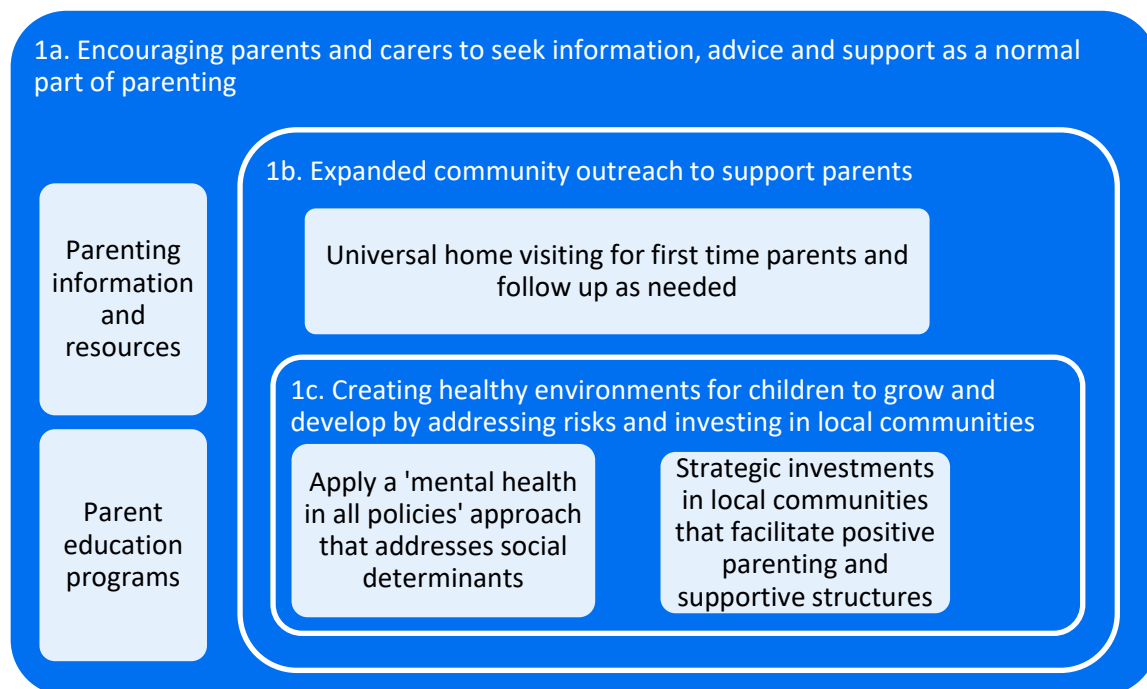 1a. Encouraging parents and carers to seek information, advice and support as a normal
part of parenting
Parenting
information
and
resources
Parent
education
programs
1b. Expanded community outreach to support parents
Universal home visiting for first time parents and
follow up as needed
1c. Creating healthy environments for children to grow and
develop by addressing risks and investing in local communities
Apply a 'mental health
in all policies' approach
that addresses social
determinants
Strategic investments
in local communities
that facilitate positive
parenting and
supportive structures